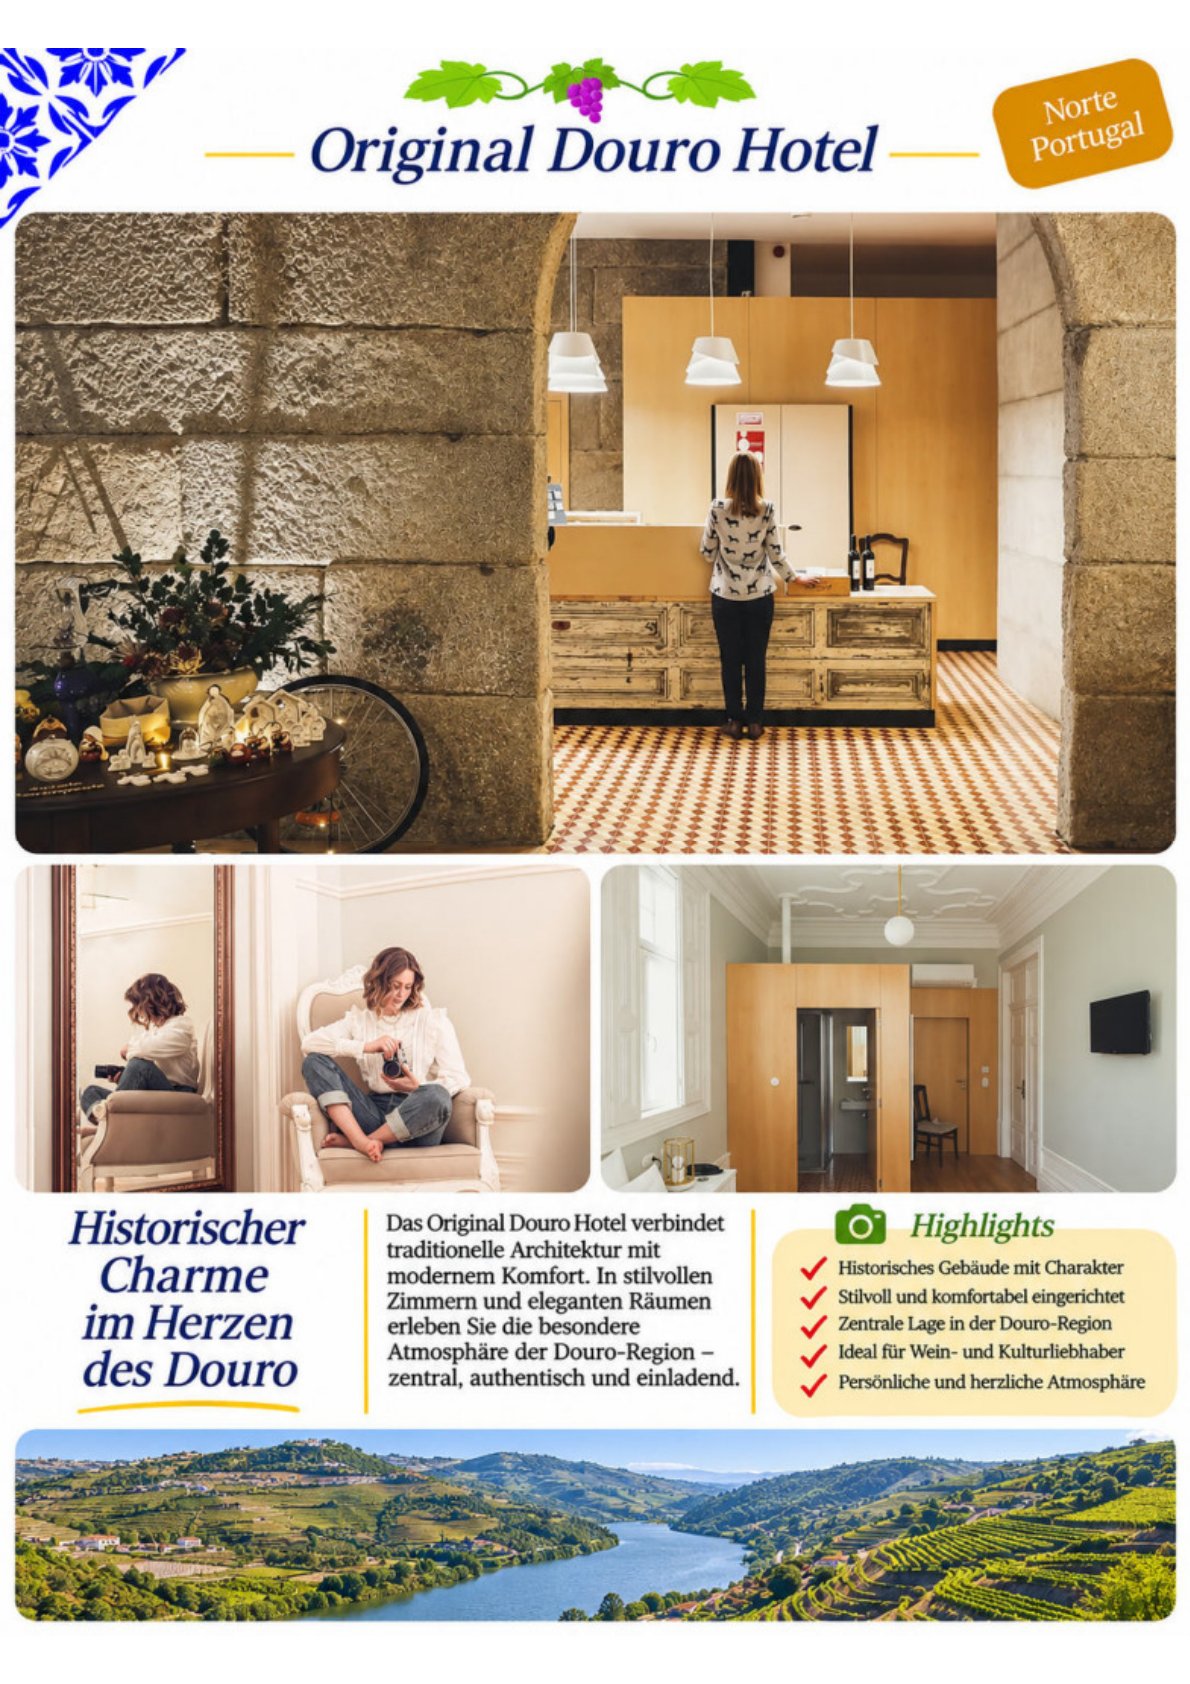 Original Douro Hotel
Norte
Portugal
Historischer
Charme
im Herzen
des Douro
Das Original Douro Hotel verbindet
traditionelle Architektur mit
modernem Komfort. In stilvollen
Zimmern und eleganten Räumen
erleben Sie die besondere
Atmosphäre der Douro-Region –
zentral, authentisch und einladend.
Highlights
Historisches Gebäude mit Charakter
Stilvoll und komfortabel eingerichtet
Zentrale Lage in der Douro-Region
Ideal für Wein- und Kulturliebhaber
Persönliche und herzliche Atmosphäre